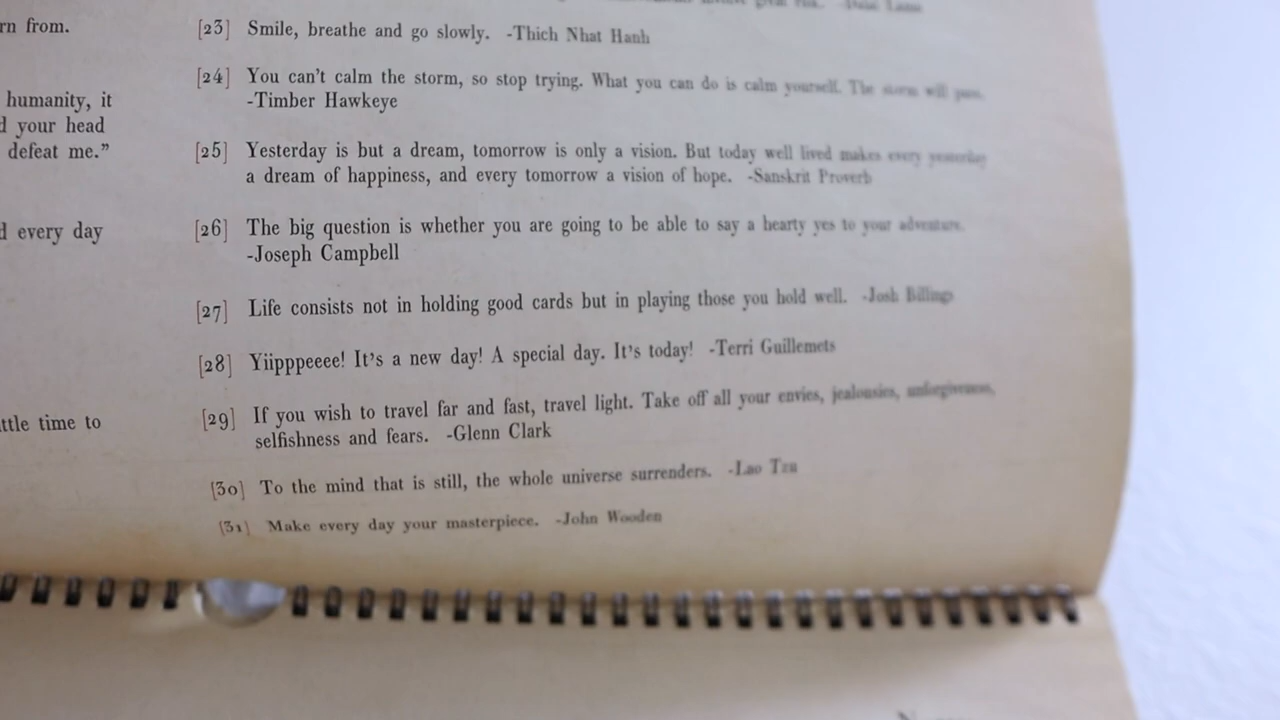 rn from.
humanity, it
d your head
defeat me.”
d every day
ttle time to
[23] Smile, breathe and go slowly. -Thich Nhat Hanh
[24] You can't calm the storm, so stop trying. What you can do is calm yourself. The storm will pass.
-Timber Hawkeye
[25] Yesterday is but a dream, tomorrow is only a vision. But today well lived makes every yesterday
a dream of happiness, and every tomorrow a vision of hope. -Sanskrit Proverb
[26] The big question is whether you are going to be able to say a hearty yes to your adventure.
-Joseph Campbell
[27] Life consists not in holding good cards but in playing those you hold well. -Josh Billings
[28] Yiipppeeee! It's a new day! A special day. It's today! -Terri Guillemets
[29] If you wish to travel far and fast, travel light. Take off all your envies, jealousies, unforgiveness,
selfishness and fears. -Glenn Clark
[30] To the mind that is still, the whole universe surrenders. -Lao Tzu
[31] Make every day your masterpiece. -John Wooden